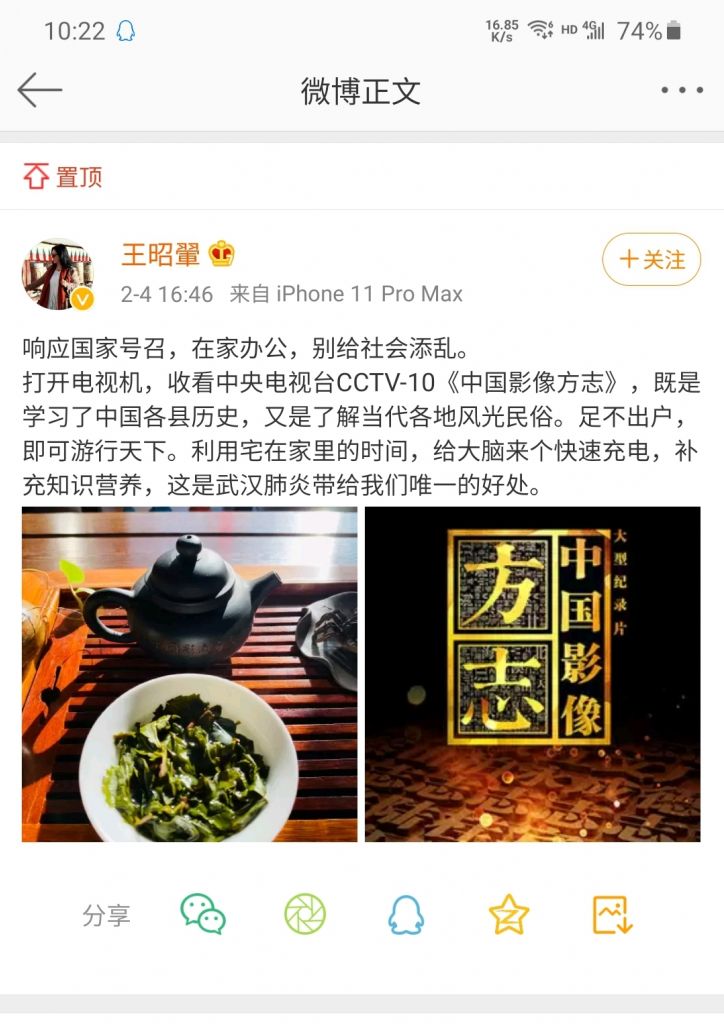 10:22
16.85
K/s
6
HD
4G
74%
微博正文
置顶
王昭翬
2-4 16:46 来自 iPhone 11 Pro Max
+关注
响应国家号召，在家办公，别给社会添乱。
打开电视机，收看中央电视台CCTV-10《中国影像方志》，既是
学习了中国各县历史，又是了解当代各地风光民俗。足不出户，
即可游行天下。利用宅在家里的时间，给大脑来个快速充电，补
充知识营养，这是武汉肺炎带给我们唯一的好处。
大型纪录片
中国影像
方志
分享